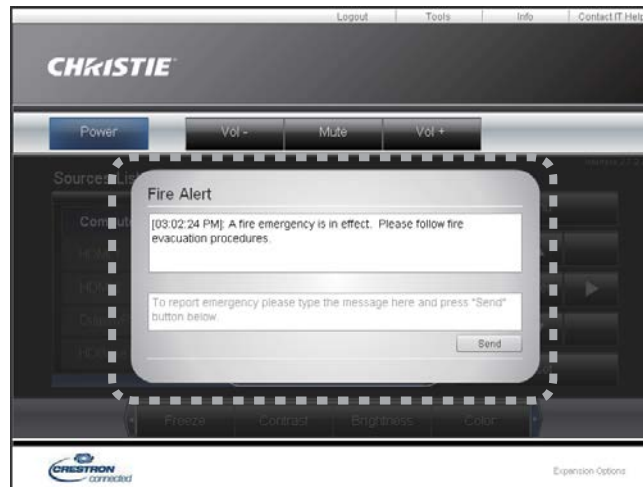 Logout Tools Info Contact IT Help
CHRISTIE
Power Vol - Mute Vol +
Sources List
Fire Alert
[03:02:24 PM]: A fire emergency is in effect. Please follow fire
evacuation procedures.
To report emergency please type the message here and press "Send"
button below.
Send
Freeze Contrast Brightness Color
CRESTRON
connected
Expansion Options